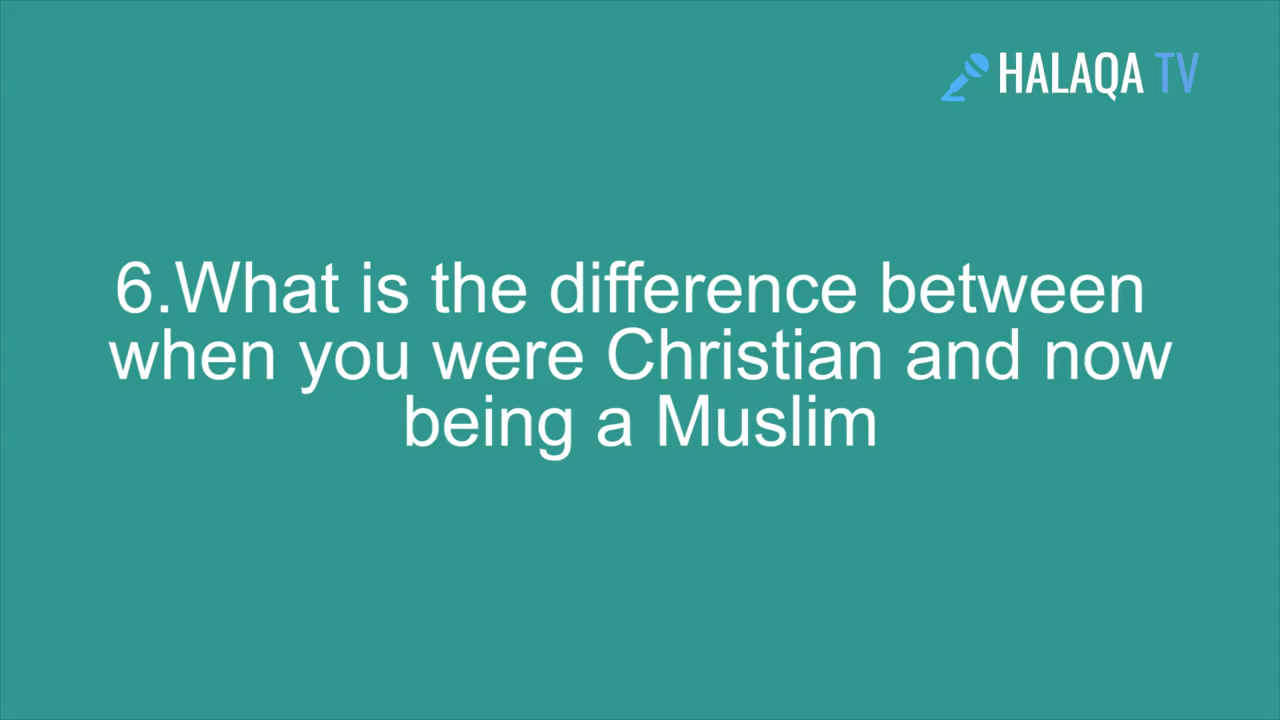 HALAQA TV
6.What is the difference between
when you were Christian and now
being a Muslim